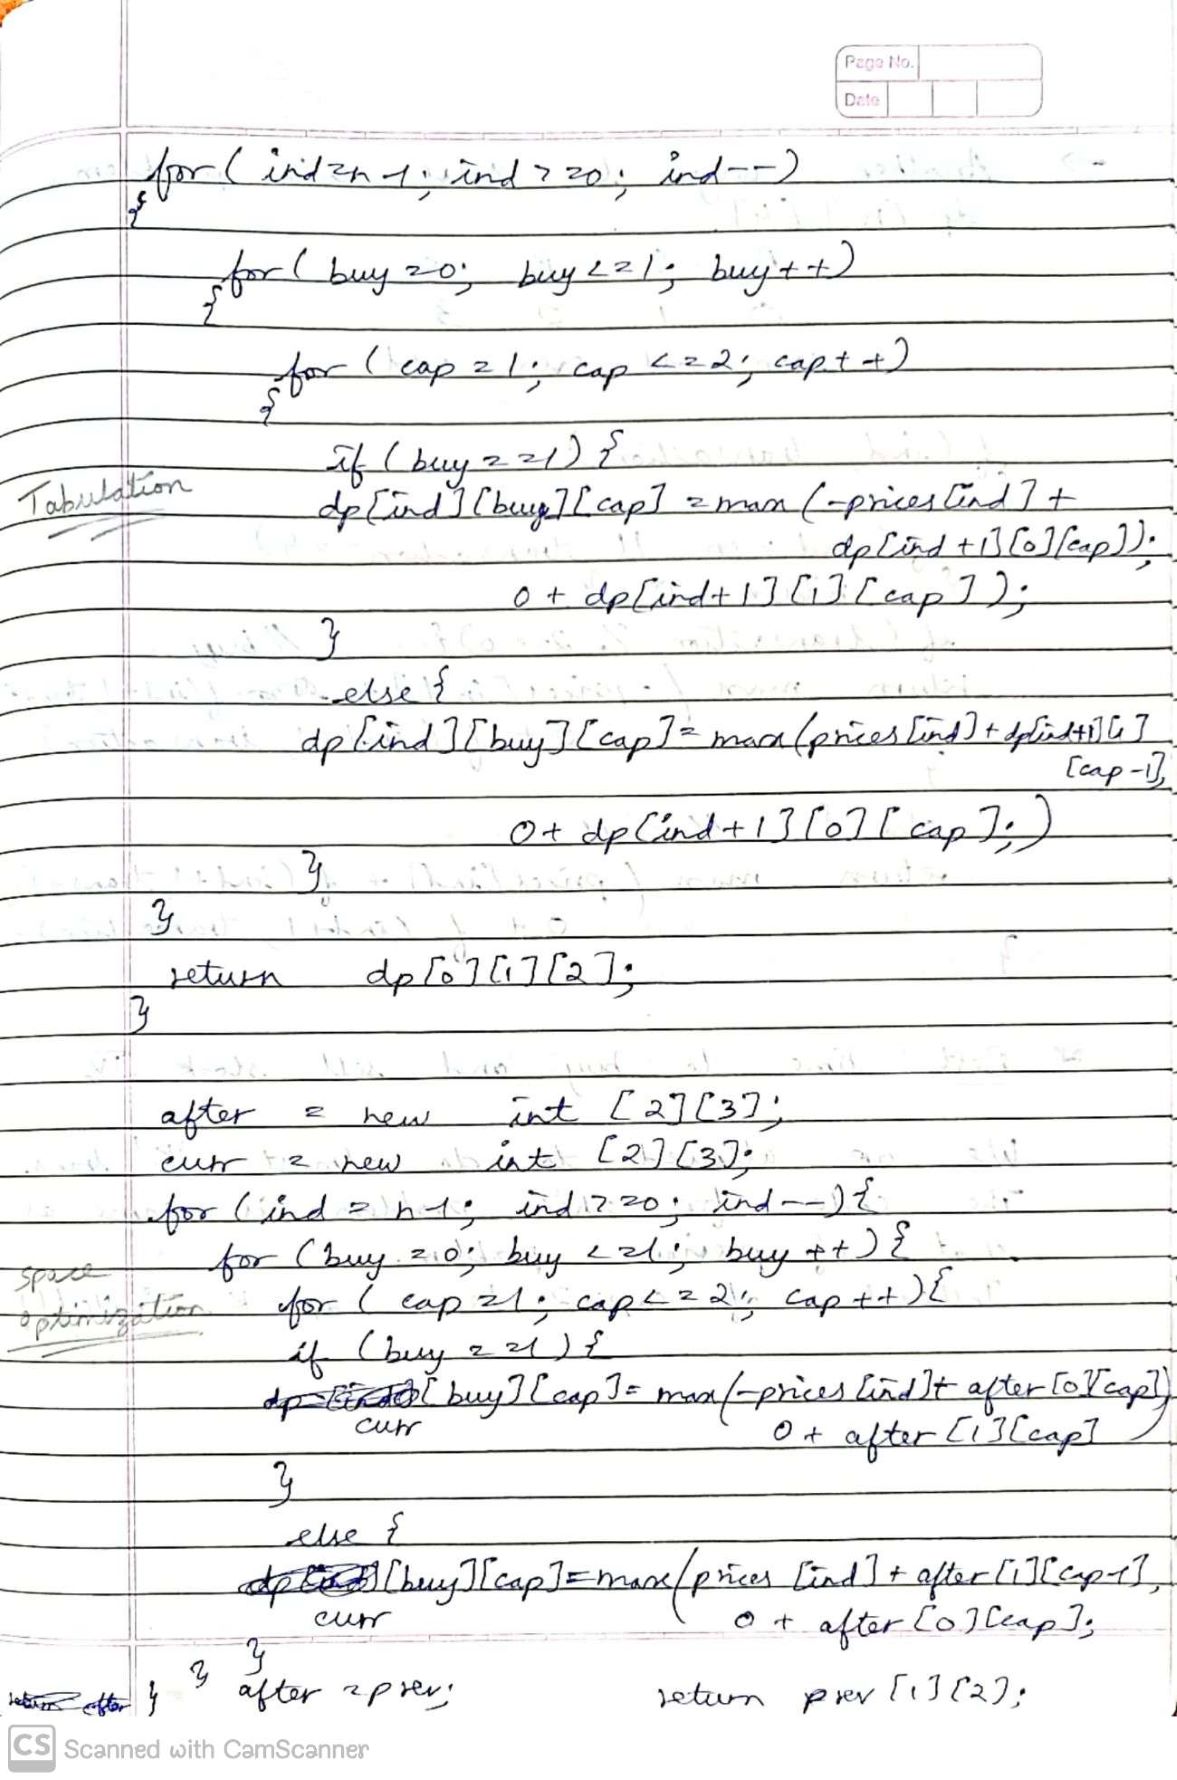 Page No.
Date
for ( ind = n-1; ind >= 0; ind--)
{
for ( buy = 0; buy <= 1; buy++)
{
for ( cap = 1; cap <= 2; cap++)
{
if ( buy == 1) {
Tabulation
dp[ind][buy][cap] = max (-prices[ind] +
dp[ind+1][0][cap]);
0 + dp[ind+1][1][cap]);
}
else {
dp[ind][buy][cap] = max(prices[ind] + dp[ind+1][1]
[cap-1],
0 + dp[ind+1][0][cap];)
}
}
return dp[0][1][2];
}
after = new int [2][3];
curr = new int [2][3];
for (ind = n-1; ind >= 0; ind--) {
for (buy = 0; buy <= 1; buy++) {
space
optimization
for ( cap = 1; cap <= 2; cap++) {
if (buy == 1) {
[buy][cap] = max(-prices[ind] + after[0][cap]),
curr
0 + after[1][cap]
}
else {
[buy][cap] = max(prices[ind] + after[1][cap-1],
curr
0 + after[0][cap];
}
return after } } after = prev; return prev[1][2];
CS Scanned with CamScanner